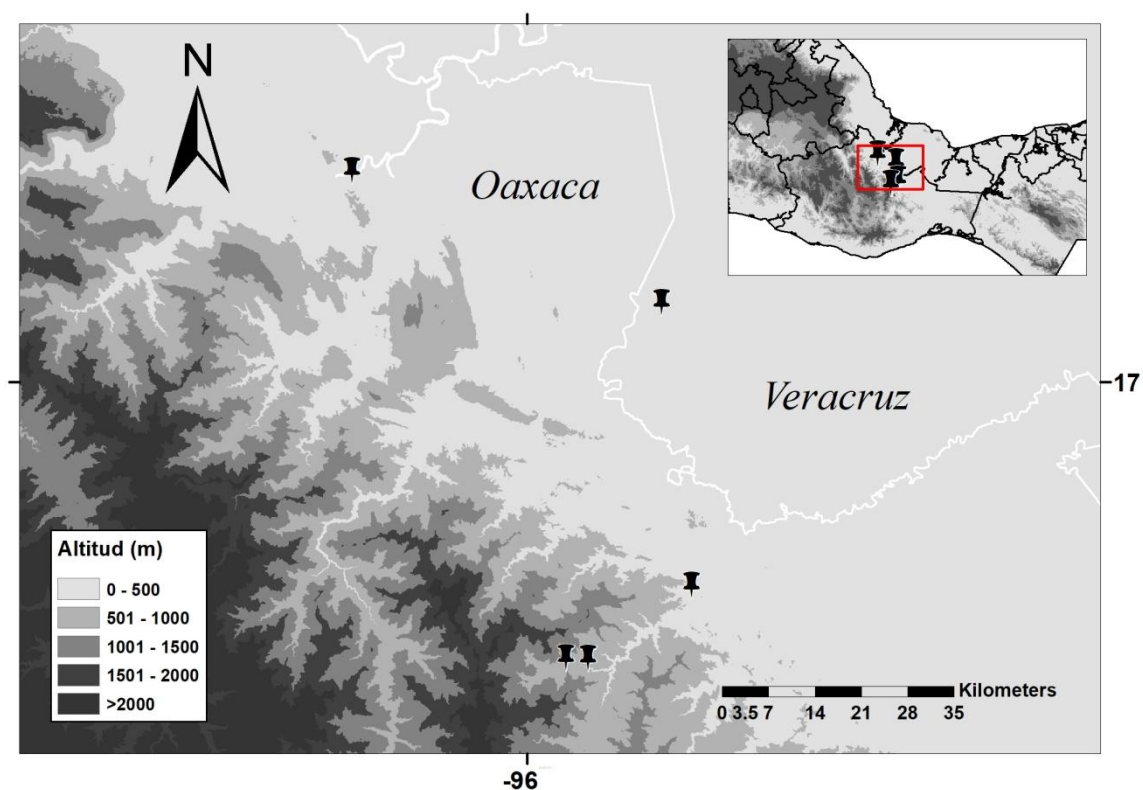 N
Oaxaca
Veracruz
17
Altitud (m)
0 - 500
501 - 1000
1001 - 1500
1501 - 2000
>2000
Kilometers
0 3.5 7 14 21 28 35
-96